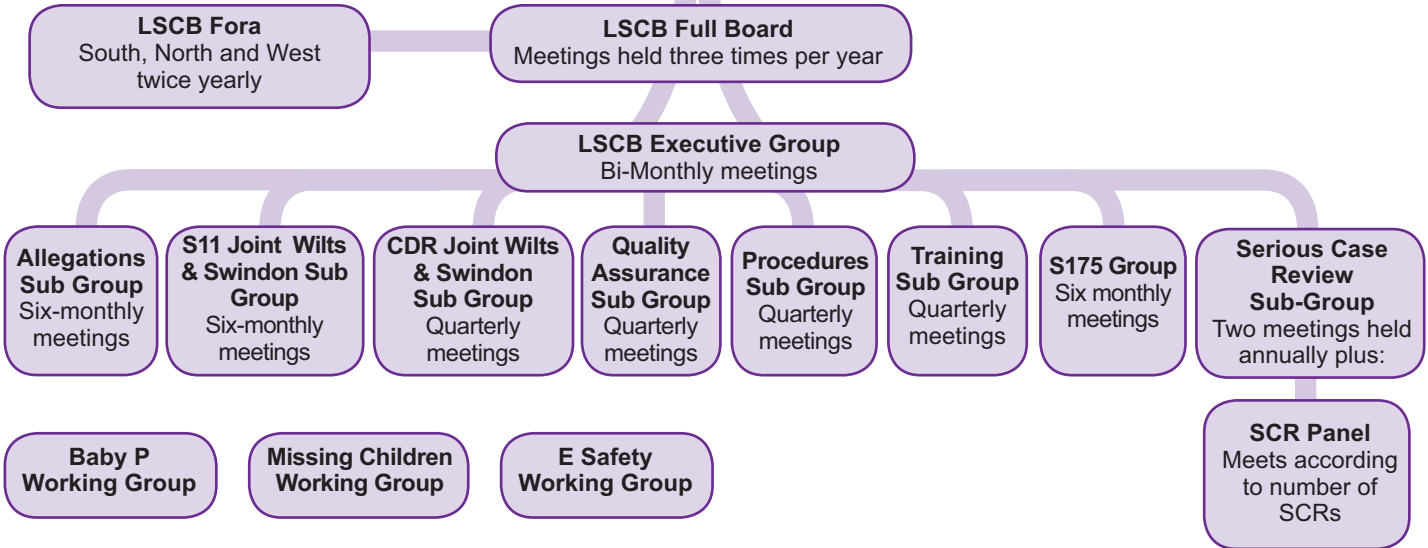 LSCB Fora
South, North and West
twice yearly
LSCB Full Board
Meetings held three times per year
LSCB Executive Group
Bi-Monthly meetings
Allegations
Sub Group
Six-monthly
meetings
S11 Joint Wilts
& Swindon Sub
Group
Six-monthly
meetings
CDR Joint Wilts
& Swindon
Sub Group
Quarterly
meetings
Quality
Assurance
Sub Group
Quarterly
meetings
Procedures
Sub Group
Quarterly
meetings
Training
Sub Group
Quarterly
meetings
S175 Group
Six monthly
meetings
Serious Case
Review
Sub-Group
Two meetings held
annually plus:
SCR Panel
Meets according
to number of
SCRs
Baby P
Working Group
Missing Children
Working Group
E Safety
Working Group